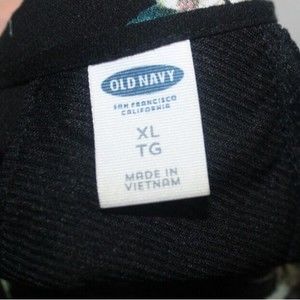 OLD NAVY
SAN FRANCISCO
CALIFORNIA
XL
TG
MADE IN
VIETNAM